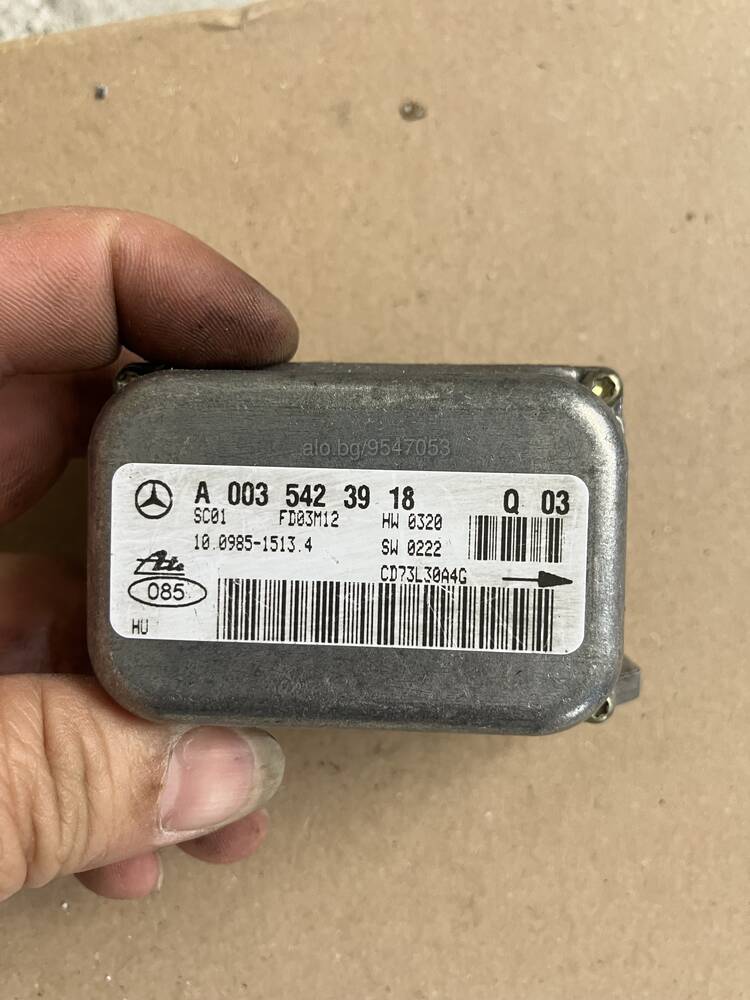 alo.bg/9547053
A 003 542 39 18 Q 03
SC01 FD03M12 HW 0320
10.0985-1513.4 SW 0222
CD73L30A4G
Ate
085
HU